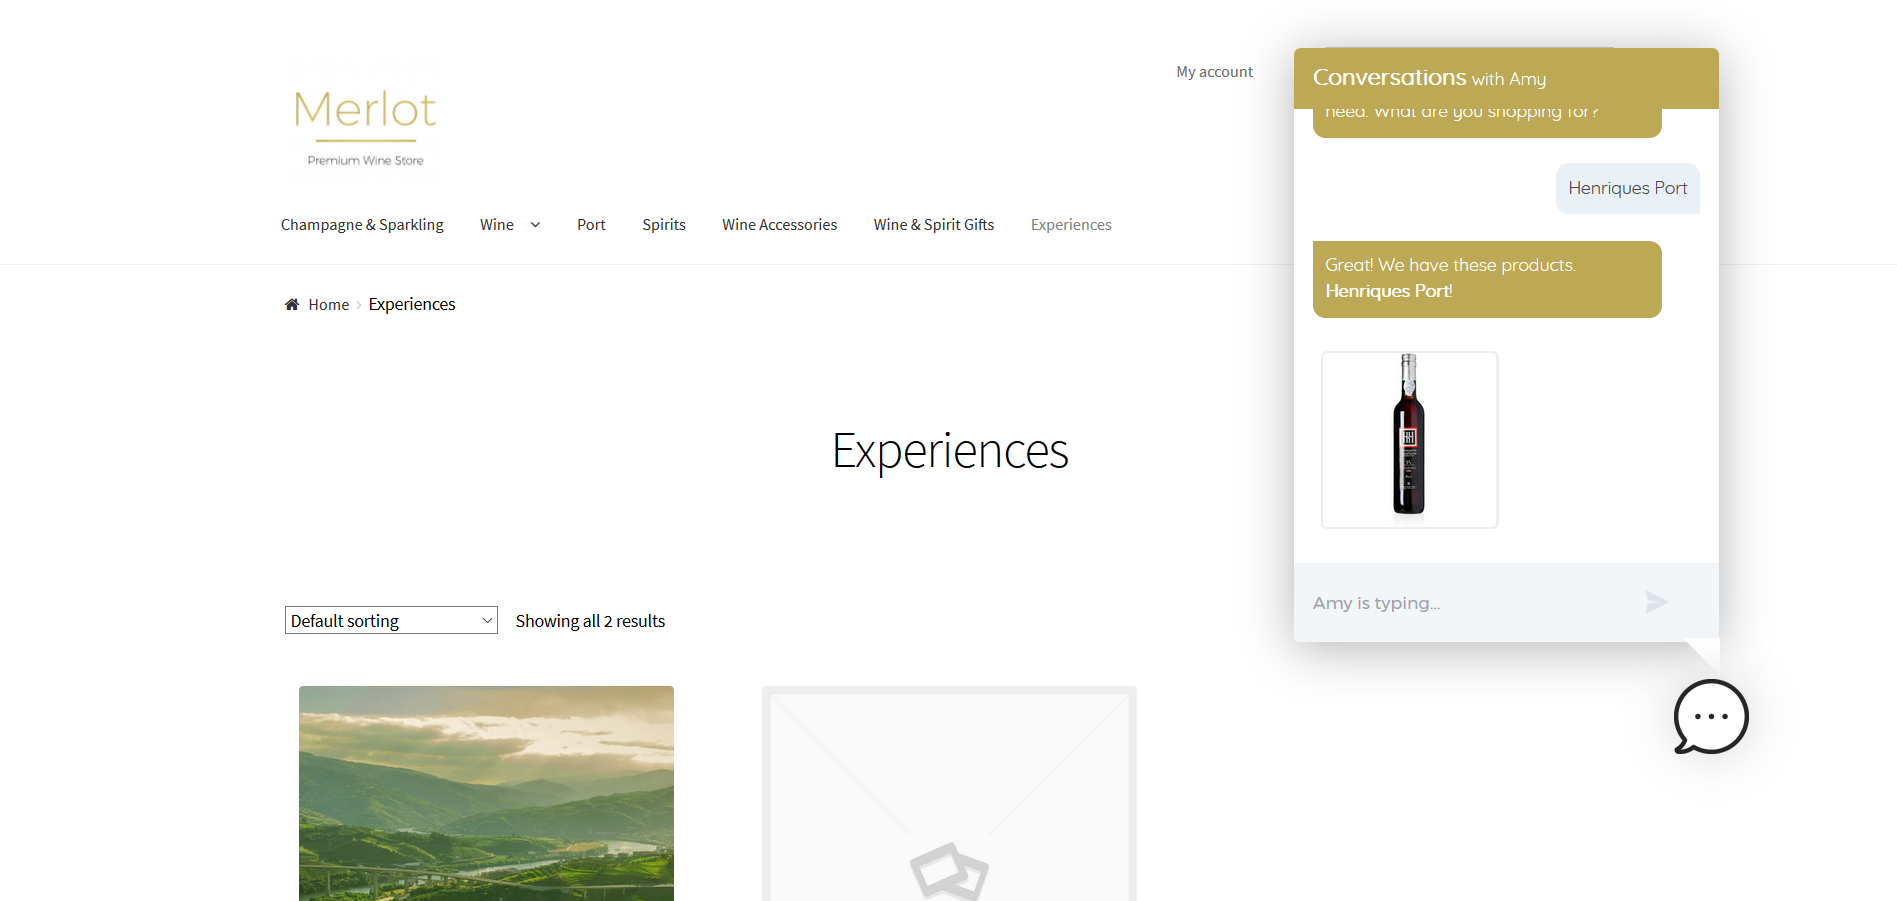 My account
Merlot
Premium Wine Store
Champagne & Sparkling
Wine
Port
Spirits
Wine Accessories
Wine & Spirit Gifts
Experiences
Home
Experiences
Experiences
Default sorting
Showing all 2 results
Conversations with Amy
need. What are you shopping for?
Henriques Port
Great! We have these products.
Henriques Port!
HH
Amy is typing...